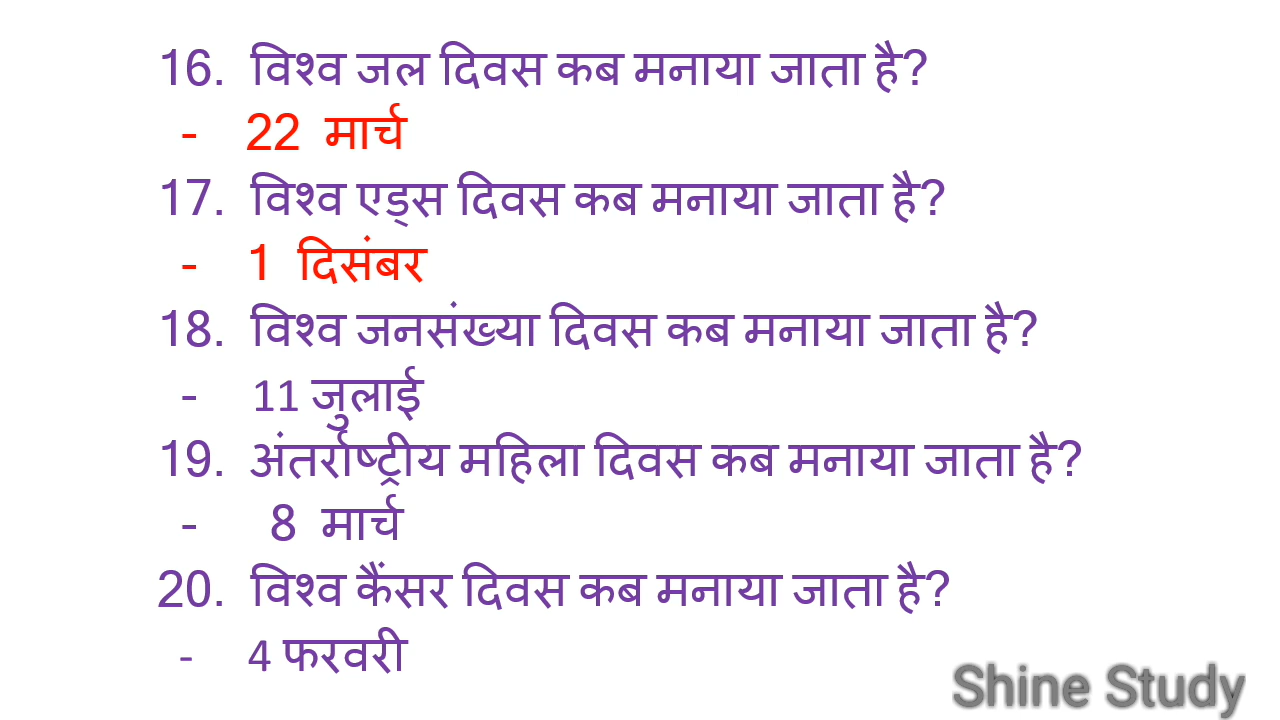 16. विश्व जल दिवस कब मनाया जाता है?
- 22 मार्च
17. विश्व एड्स दिवस कब मनाया जाता है?
- 1 दिसंबर
18. विश्व जनसंख्या दिवस कब मनाया जाता है?
- 11 जुलाई
19. अंतर्राष्ट्रीय महिला दिवस कब मनाया जाता है?
- 8 मार्च
20. विश्व कैंसर दिवस कब मनाया जाता है?
- 4 फरवरी
Shine Study